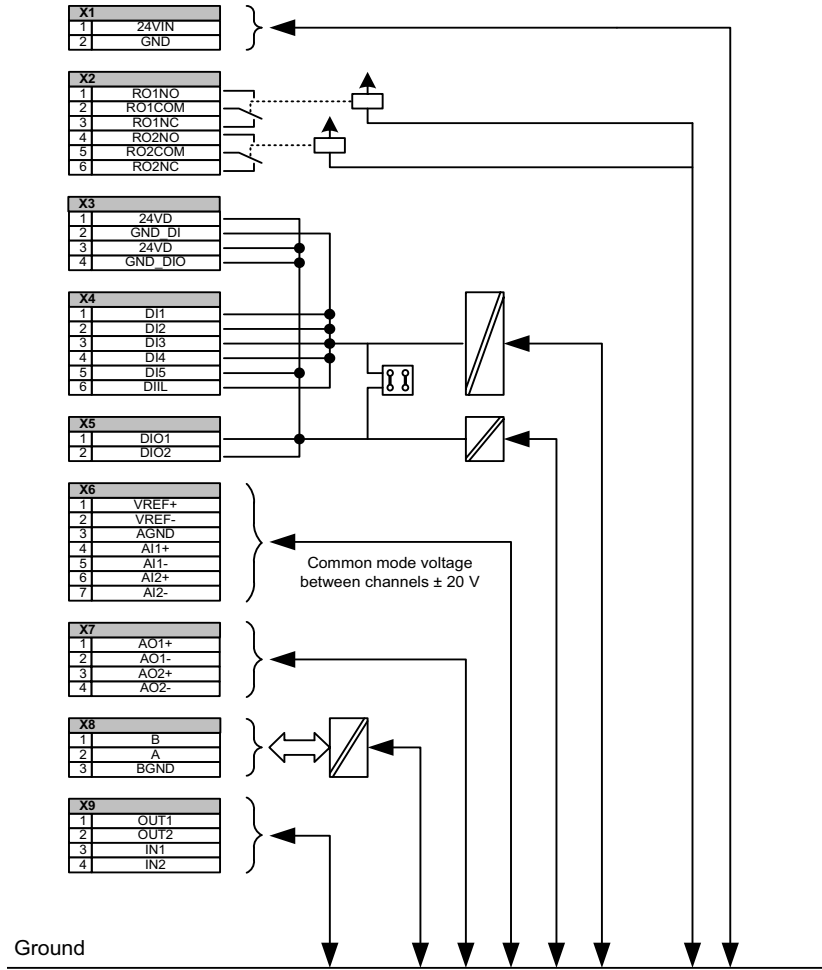 X1
1 24VIN
2 GND
X2
1 RO1NO
2 RO1COM
3 RO1NC
4 RO2NO
5 RO2COM
6 RO2NC
X3
1 24VD
2 GND_DI
3 24VD
4 GND_DIO
X4
1 DI1
2 DI2
3 DI3
4 DI4
5 DI5
6 DIIL
X5
1 DIO1
2 DIO2
X6
1 VREF+
2 VREF-
3 AGND
4 AI1+
5 AI1-
6 AI2+
7 AI2-
Common mode voltage
between channels ± 20 V
X7
1 AO1+
2 AO1-
3 AO2+
4 AO2-
X8
1 B
2 A
3 BGND
X9
1 OUT1
2 OUT2
3 IN1
4 IN2
Ground